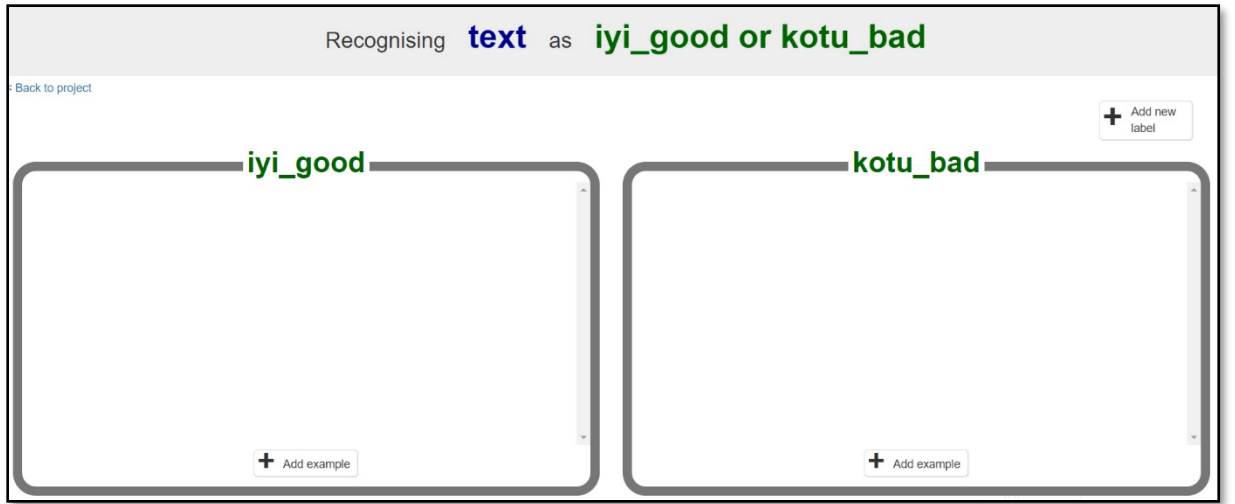 Recognising text as iyi_good or kotu_bad
< Back to project
Add new
label
iyi_good
kotu_bad
Add example
Add example